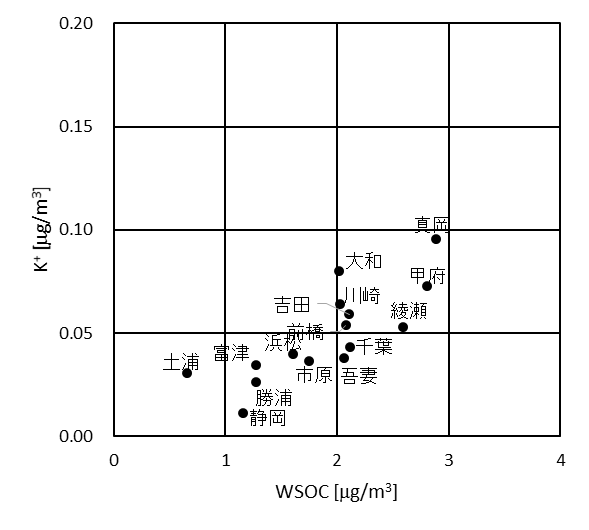 0.20
0.15
0.10
0.05
0.00
K⁺ [μg/m³]
真岡
大和
甲府
川崎
吉田
綾瀬
前橋
浜松
千葉
富津
土浦
市原
吾妻
勝浦
静岡
0
1
2
3
4
WSOC [μg/m³]